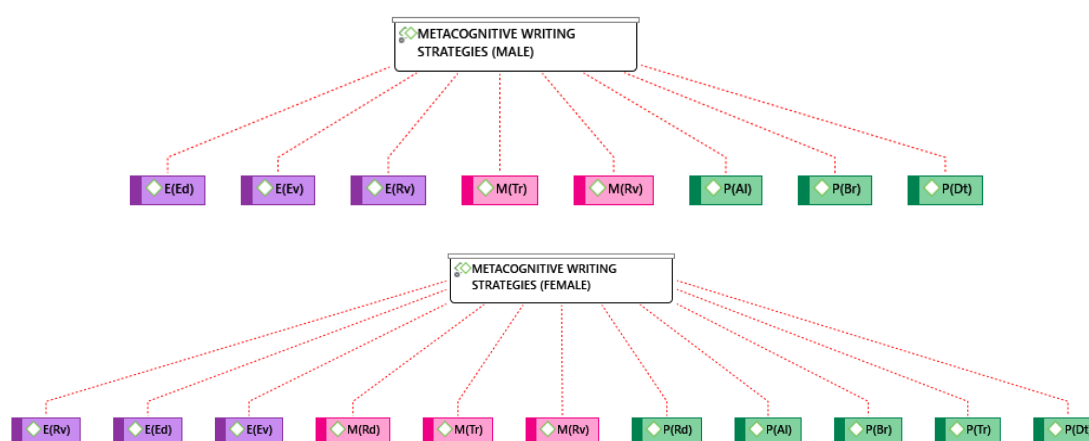 METACOGNITIVE WRITING
STRATEGIES (MALE)
E(Ed) E(Ev) E(Rv) M(Tr) M(Rv) P(Al) P(Br) P(Dt)
METACOGNITIVE WRITING
STRATEGIES (FEMALE)
E(Rv) E(Ed) E(Ev) M(Rd) M(Tr) M(Rv) P(Rd) P(Al) P(Br) P(Tr) P(Dt